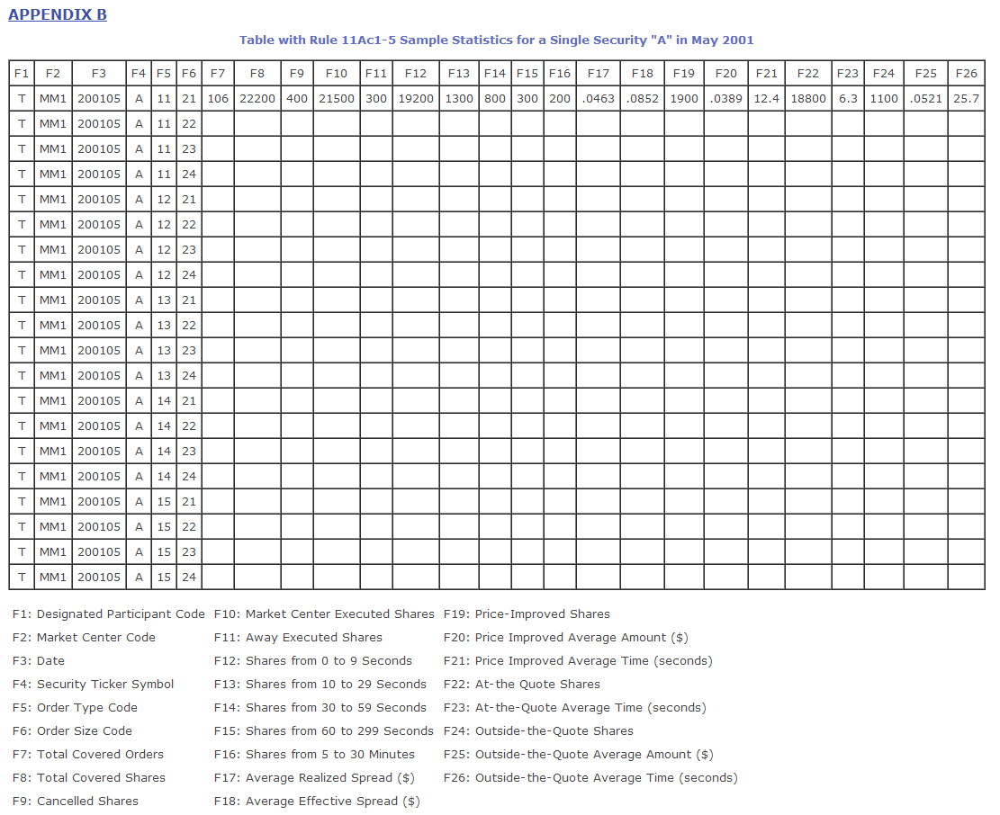 APPENDIX B
Table with Rule 11Ac1-5 Sample Statistics for a Single Security "A" in May 2001
F1 F2 F3 F4 F5 F6 F7 F8 F9 F10 F11 F12 F13 F14 F15 F16 F17 F18 F19 F20 F21 F22 F23 F24 F25 F26
T MM1 200105 A 11 21 106 22200 400 21500 300 19200 1300 800 300 200 .0463 .0852 1900 .0389 12.4 18800 6.3 1100 .0521 25.7
T MM1 200105 A 11 22
T MM1 200105 A 11 23
T MM1 200105 A 11 24
T MM1 200105 A 12 21
T MM1 200105 A 12 22
T MM1 200105 A 12 23
T MM1 200105 A 12 24
T MM1 200105 A 13 21
T MM1 200105 A 13 22
T MM1 200105 A 13 23
T MM1 200105 A 13 24
T MM1 200105 A 14 21
T MM1 200105 A 14 22
T MM1 200105 A 14 23
T MM1 200105 A 14 24
T MM1 200105 A 15 21
T MM1 200105 A 15 22
T MM1 200105 A 15 23
T MM1 200105 A 15 24
F1: Designated Participant Code F10: Market Center Executed Shares F19: Price-Improved Shares
F2: Market Center Code F11: Away Executed Shares F20: Price Improved Average Amount ($)
F3: Date F12: Shares from 0 to 9 Seconds F21: Price Improved Average Time (seconds)
F4: Security Ticker Symbol F13: Shares from 10 to 29 Seconds F22: At-the Quote Shares
F5: Order Type Code F14: Shares from 30 to 59 Seconds F23: At-the-Quote Average Time (seconds)
F6: Order Size Code F15: Shares from 60 to 299 Seconds F24: Outside-the-Quote Shares
F7: Total Covered Orders F16: Shares from 5 to 30 Minutes F25: Outside-the-Quote Average Amount ($)
F8: Total Covered Shares F17: Average Realized Spread ($) F26: Outside-the-Quote Average Time (seconds)
F9: Cancelled Shares F18: Average Effective Spread ($)